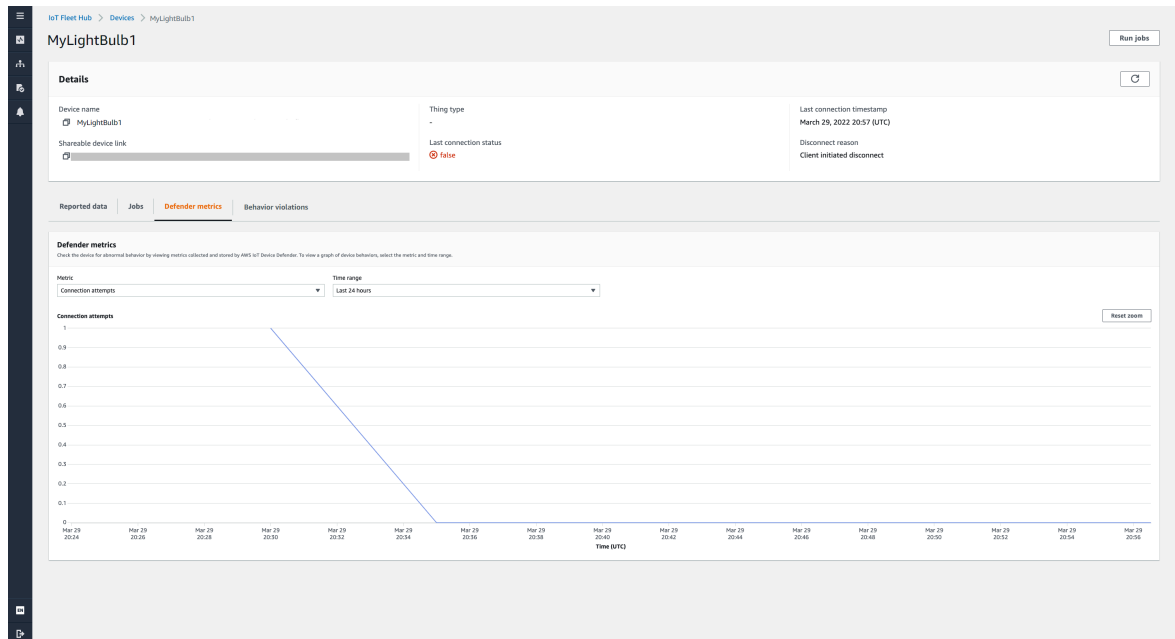 IoT Fleet Hub > Devices > MyLightBulb1
MyLightBulb1
Run jobs
Details
Device name
MyLightBulb1
Shareable device link
Thing type
-
Last connection status
false
Last connection timestamp
March 29, 2022 20:57 (UTC)
Disconnect reason
Client initiated disconnect
Reported data
Jobs
Defender metrics
Behavior violations
Defender metrics
Check the device for abnormal behavior by viewing metrics collected and stored by AWS IoT Device Defender. To view a graph of device behaviors, select the metric and time range.
Metric
Connection attempts
Time range
Last 24 hours
Connection attempts
Reset zoom
1
0.9
0.8
0.7
0.6
0.5
0.4
0.3
0.2
0.1
0
Mar 29 20:24
Mar 29 20:26
Mar 29 20:28
Mar 29 20:30
Mar 29 20:32
Mar 29 20:34
Mar 29 20:36
Mar 29 20:38
Mar 29 20:40
Mar 29 20:42
Mar 29 20:44
Mar 29 20:46
Mar 29 20:48
Mar 29 20:50
Mar 29 20:52
Mar 29 20:54
Mar 29 20:56
Time (UTC)
EN